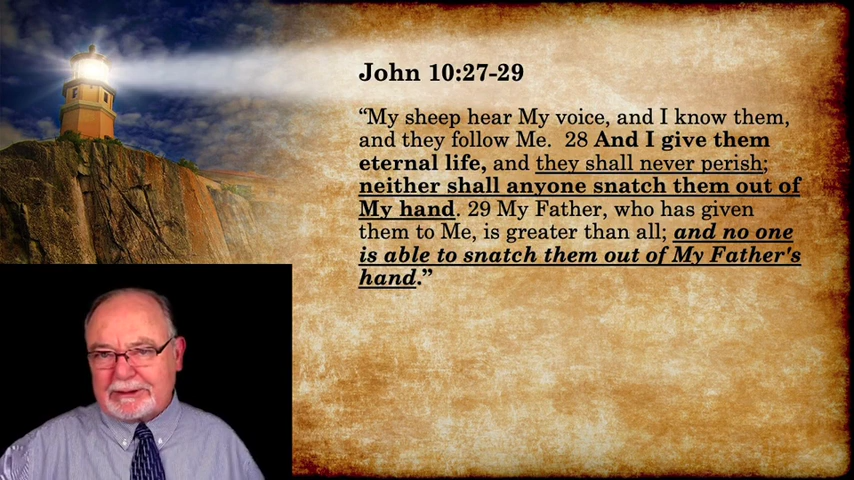 John 10:27-29
“My sheep hear My voice, and I know them,
and they follow Me. 28 And I give them
eternal life, and they shall never perish;
neither shall anyone snatch them out of
My hand. 29 My Father, who has given
them to Me, is greater than all; and no one
is able to snatch them out of My Father's
hand.”